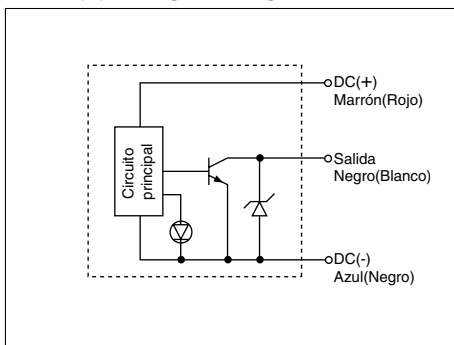 DC(+)
Marrón(Rojo)
Circuito
principal
Salida
Negro(Blanco)
DC(-)
Azul(Negro)